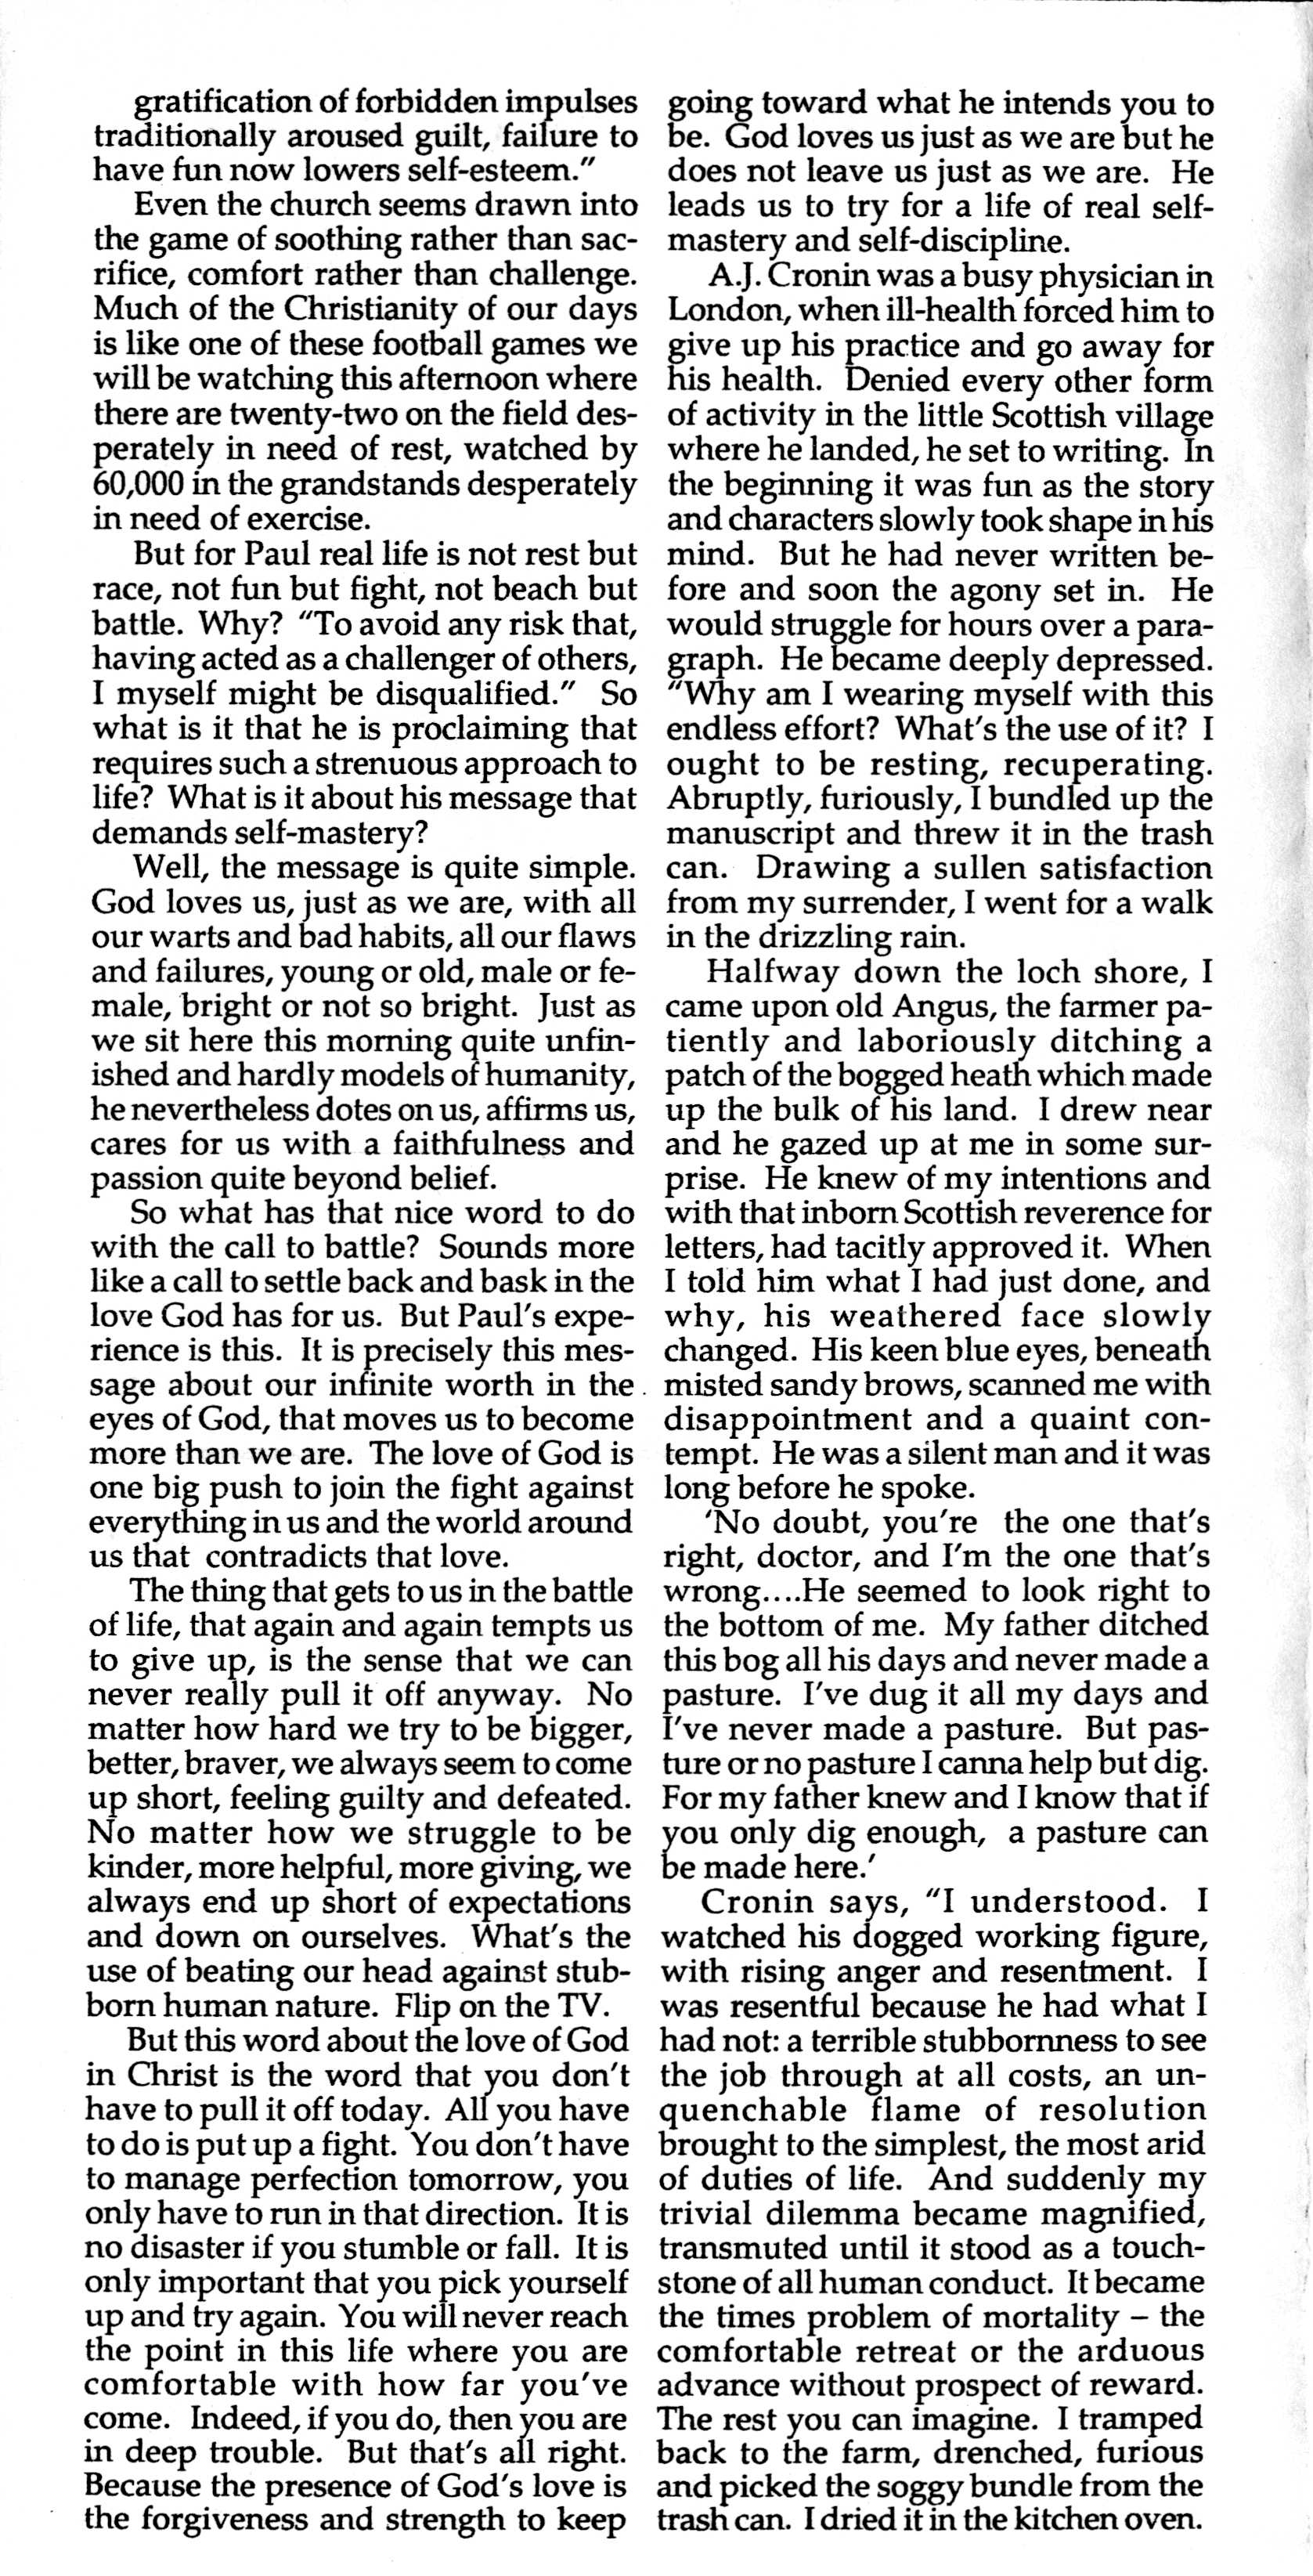 gratification of forbidden impulses
traditionally aroused guilt, failure to
have fun now lowers self-esteem."
Even the church seems drawn into
the game of soothing rather than sac-
rifice, comfort rather than challenge.
Much of the Christianity of our days
is like one of these football games we
will be watching this afternoon where
there are twenty-two on the field des-
perately in need of rest, watched by
60,000 in the grandstands desperately
in need of exercise.
But for Paul real life is not rest but
race, not fun but fight, not beach but
battle. Why? "To avoid any risk that,
having acted as a challenger of others,
I myself might be disqualified." So
what is it that he is proclaiming that
requires such a strenuous approach to
life? What is it about his message that
demands self-mastery?
Well, the message is quite simple.
God loves us, just as we are, with all
our warts and bad habits, all our flaws
and failures, young or old, male or fe-
male, bright or not so bright. Just as
we sit here this morning quite unfin-
ished and hardly models of humanity,
he nevertheless dotes on us, affirms us,
cares for us with a faithfulness and
passion quite beyond belief.
So what has that nice word to do
with the call to battle? Sounds more
like a call to settle back and bask in the
love God has for us. But Paul's expe-
rience is this. It is precisely this mes-
sage about our infinite worth in the
eyes of God, that moves us to become
more than we are. The love of God is
one big push to join the fight against
everything in us and the world around
us that contradicts that love.
The thing that gets to us in the battle
of life, that again and again tempts us
to give up, is the sense that we can
never really pull it off anyway. No
matter how hard we try to be bigger,
better, braver, we always seem to come
up short, feeling guilty and defeated.
No matter how we struggle to be
kinder, more helpful, more giving, we
always end up short of expectations
and down on ourselves. What's the
use of beating our head against stub-
born human nature. Flip on the TV.
But this word about the love of God
in Christ is the word that you don't
have to pull it off today. All you have
to do is put up a fight. You don't have
to manage perfection tomorrow, you
only have to run in that direction. It is
no disaster if you stumble or fall. It is
only important that you pick yourself
up and try again. You will never reach
the point in this life where you are
comfortable with how far you've
come. Indeed, if you do, then you are
in deep trouble. But that's all right.
Because the presence of God's love is
the forgiveness and strength to keep
going toward what he intends you to
be. God loves us just as we are but he
does not leave us just as we are. He
leads us to try for a life of real self-
mastery and self-discipline.
A.J. Cronin was a busy physician in
London, when ill-health forced him to
give up his practice and go away for
his health. Denied every other form
of activity in the little Scottish village
where he landed, he set to writing. In
the beginning it was fun as the story
and characters slowly took shape in his
mind. But he had never written be-
fore and soon the agony set in. He
would struggle for hours over a para-
graph. He became deeply depressed.
"Why am I wearing myself with this
endless effort? What's the use of it? I
ought to be resting, recuperating.
Abruptly, furiously, I bundled up the
manuscript and threw it in the trash
can. Drawing a sullen satisfaction
from my surrender, I went for a walk
in the drizzling rain.
Halfway down the loch shore, I
came upon old Angus, the farmer pa-
tiently and laboriously ditching a
patch of the bogged heath which made
up the bulk of his land. I drew near
and he gazed up at me in some sur-
prise. He knew of my intentions and
with that inborn Scottish reverence for
letters, had tacitly approved it. When
I told him what I had just done, and
why, his weathered face slowly
changed. His keen blue eyes, beneath
misted sandy brows, scanned me with
disappointment and a quaint con-
tempt. He was a silent man and it was
long before he spoke.
'No doubt, you're the one that's
right, doctor, and I'm the one that's
wrong....He seemed to look right to
the bottom of me. My father ditched
this bog all his days and never made a
pasture. I've dug it all my days and
I've never made a pasture. But pas-
ture or no pasture I canna help but dig.
For my father knew and I know that if
you only dig enough, a pasture can
be made here.'
Cronin says, "I understood. I
watched his dogged working figure,
with rising anger and resentment. I
was resentful because he had what I
had not: a terrible stubbornness to see
the job through at all costs, an un-
quenchable flame of resolution
brought to the simplest, the most arid
of duties of life. And suddenly my
trivial dilemma became magnified,
transmuted until it stood as a touch-
stone of all human conduct. It became
the times problem of mortality – the
comfortable retreat or the arduous
advance without prospect of reward.
The rest you can imagine. I tramped
back to the farm, drenched, furious
and picked the soggy bundle from the
trash can. I dried it in the kitchen oven.